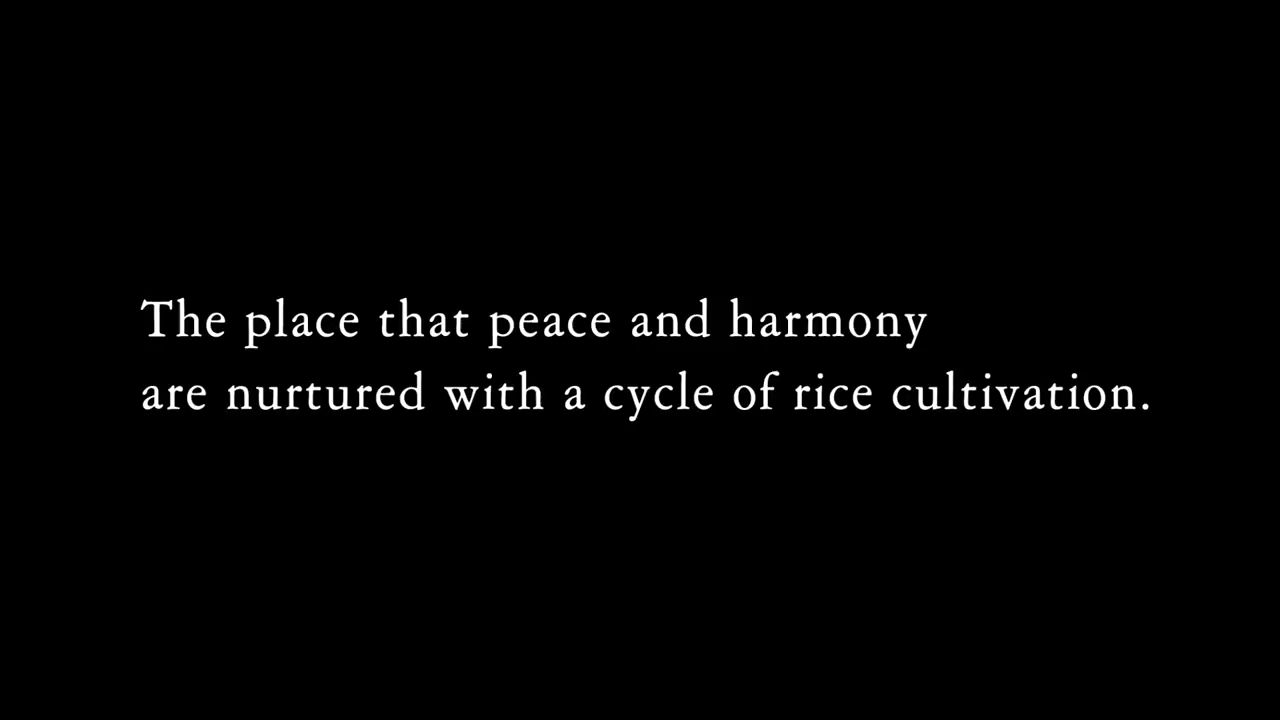 The place that peace and harmony
are nurtured with a cycle of rice cultivation.